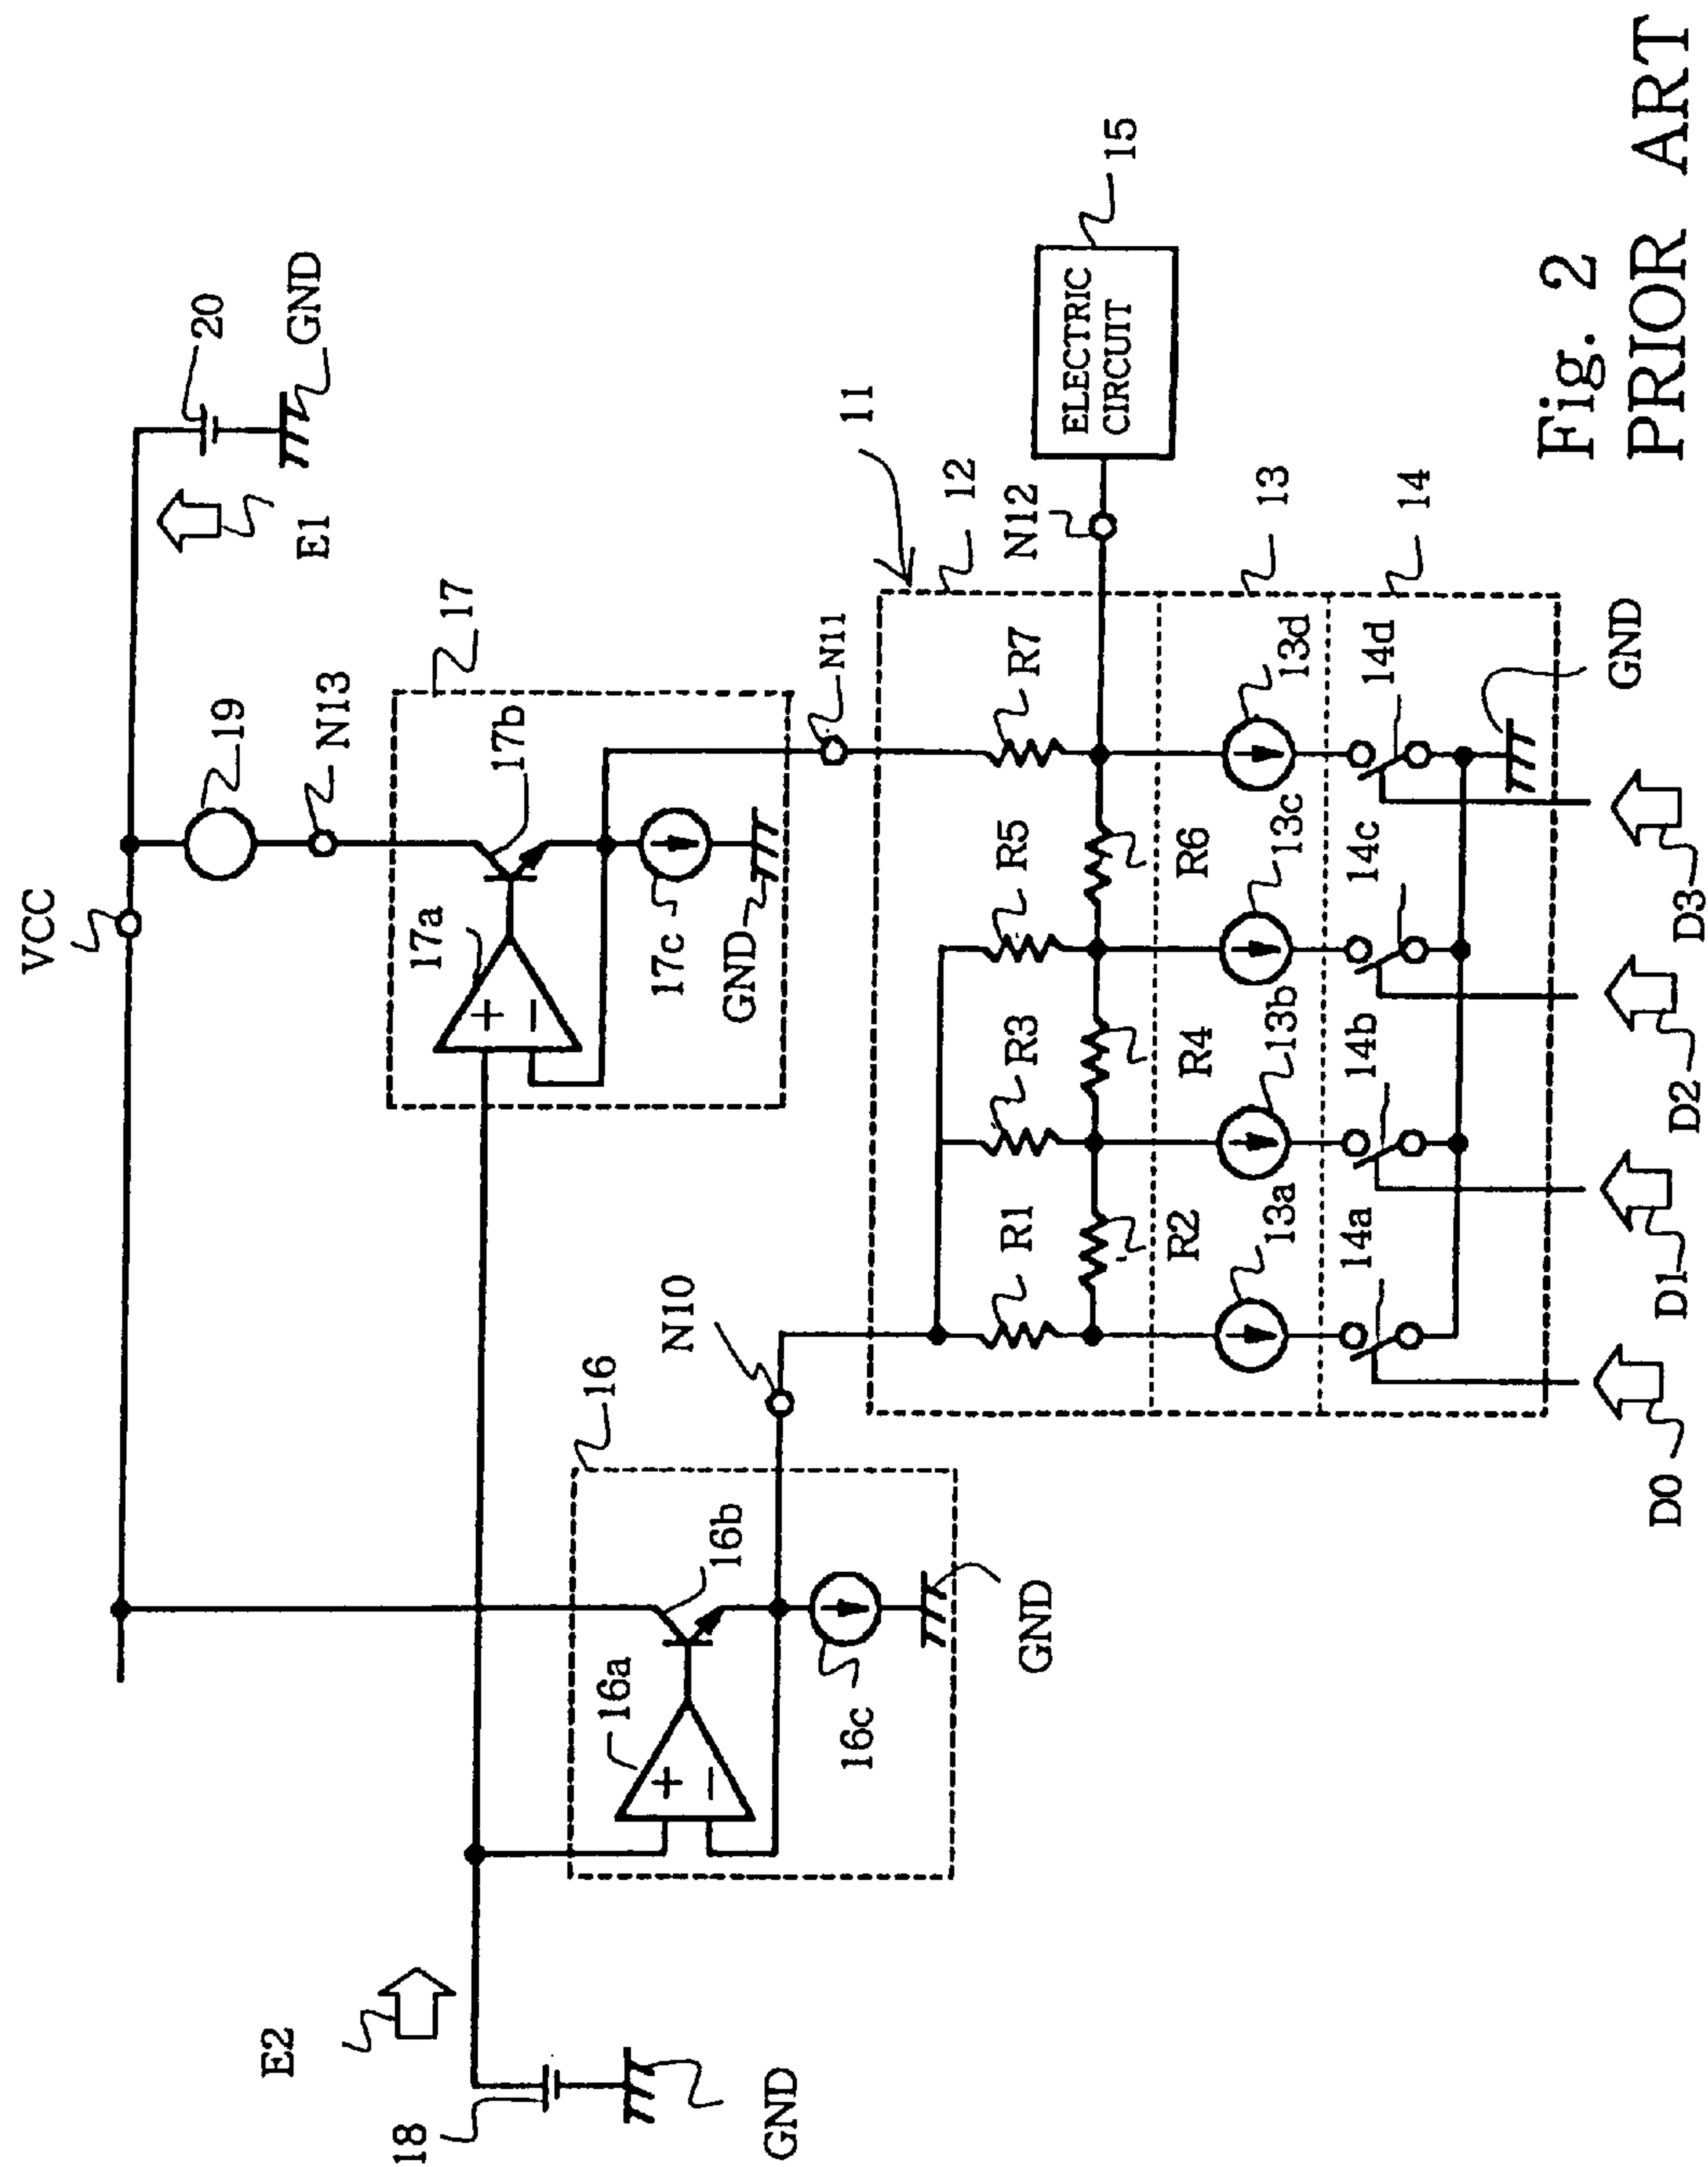 VCC
20
GND
E1
19
N13
17
17b
17a
17c
GND
N11
15
ELECTRIC
CIRCUIT
11
12
N12
13
14
R7
R5
R3
R1
R6
R4
R2
13d
13c
13b
13a
14d
14c
14b
14a
GND
D3
D2
D1
D0
N10
16
16b
16a
16c
GND
E2
18
GND
+
−
+
−
Fig. 2
PRIOR ART